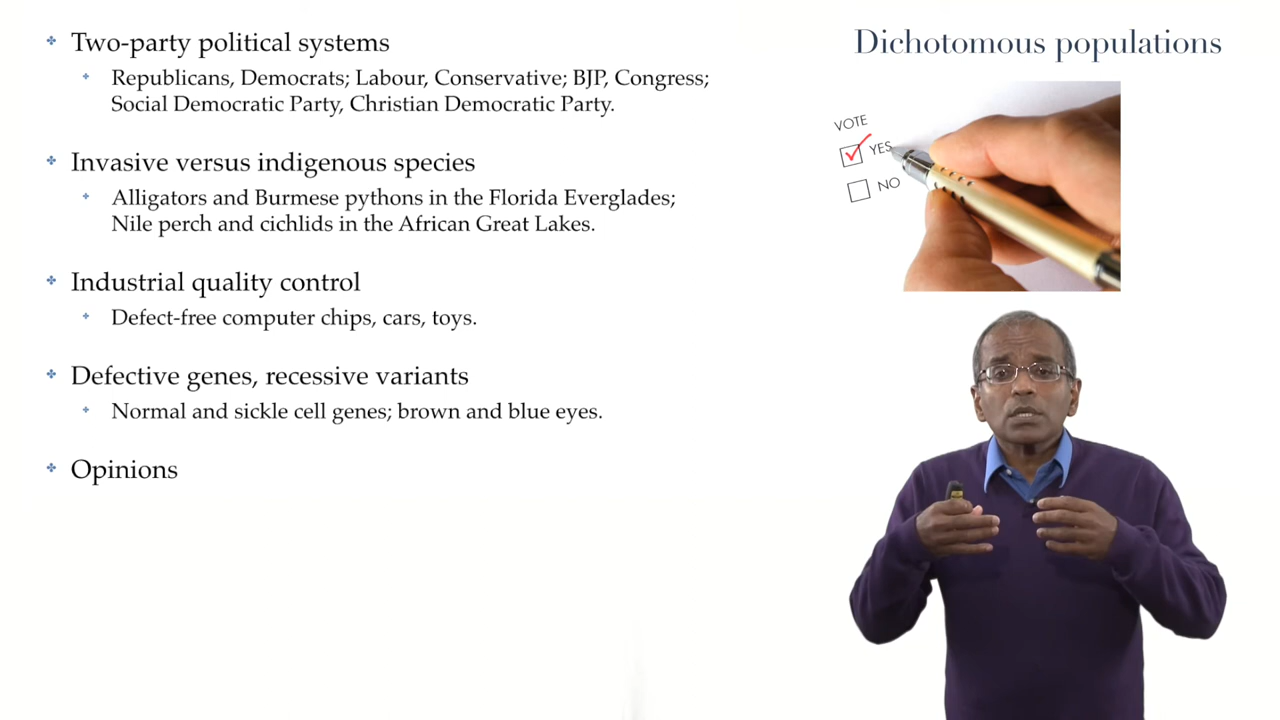 Dichotomous populations
Two-party political systems
Republicans, Democrats; Labour, Conservative; BJP, Congress;
Social Democratic Party, Christian Democratic Party.
Invasive versus indigenous species
Alligators and Burmese pythons in the Florida Everglades;
Nile perch and cichlids in the African Great Lakes.
Industrial quality control
Defect-free computer chips, cars, toys.
Defective genes, recessive variants
Normal and sickle cell genes; brown and blue eyes.
Opinions
VOTE
YES
NO